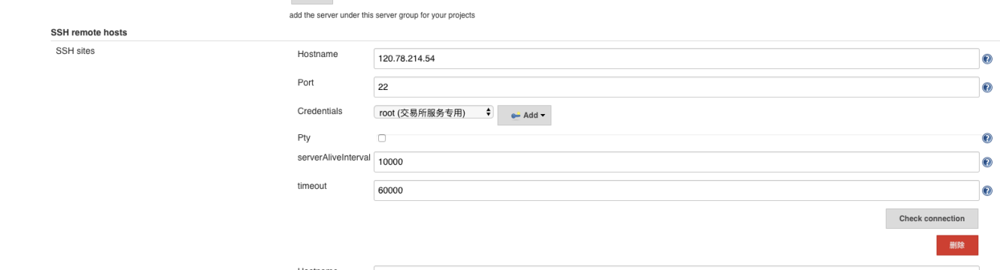 add the server under this server group for your projects
SSH remote hosts
SSH sites
Hostname
120.78.214.54
Port
22
Credentials
root (交易所服务专用)
Add
Pty
serverAliveInterval
10000
timeout
60000
Check connection
删除